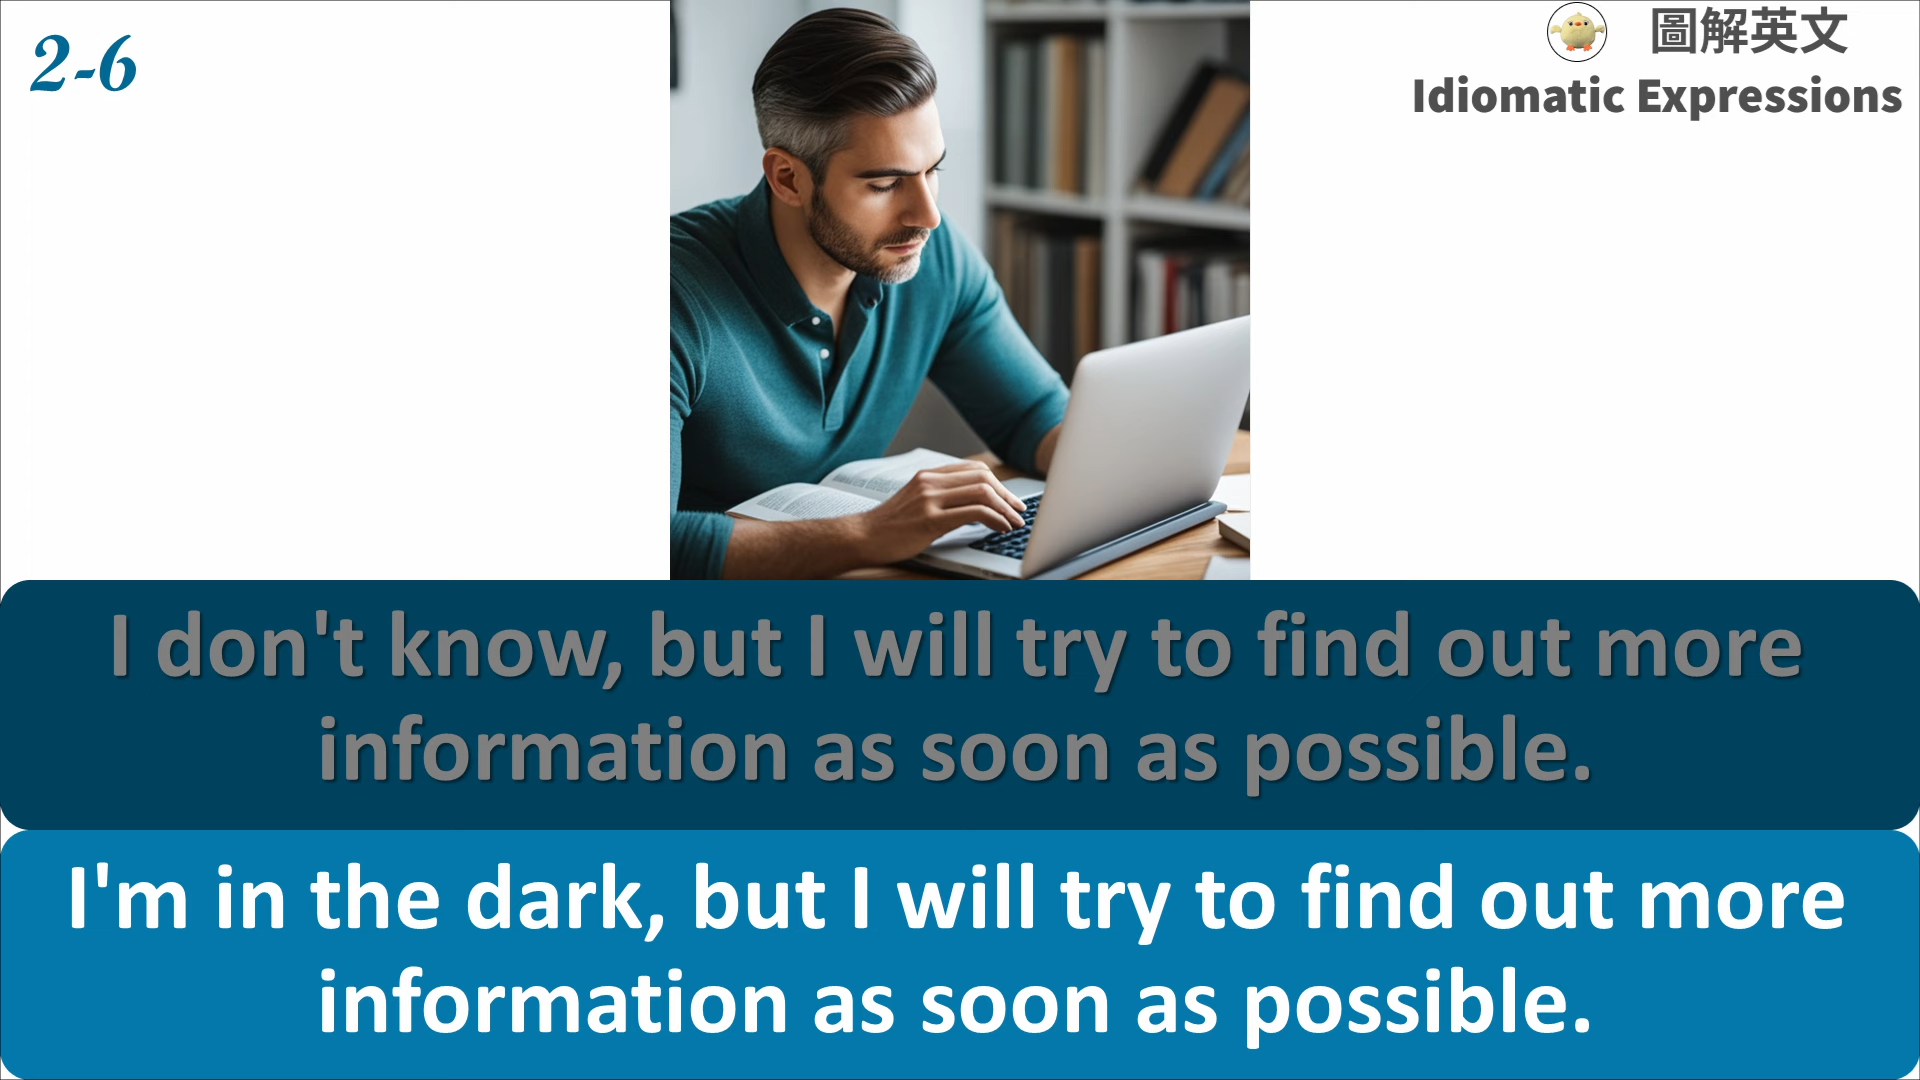 2-6
圖解英文
Idiomatic Expressions
I don't know, but I will try to find out more
information as soon as possible.
I'm in the dark, but I will try to find out more
information as soon as possible.